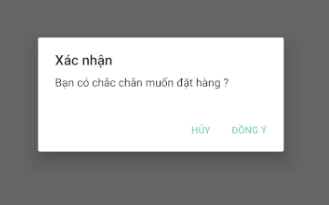 Xác nhận
Bạn có chắc chắn muốn đặt hàng ?
HỦY ĐỒNG Ý